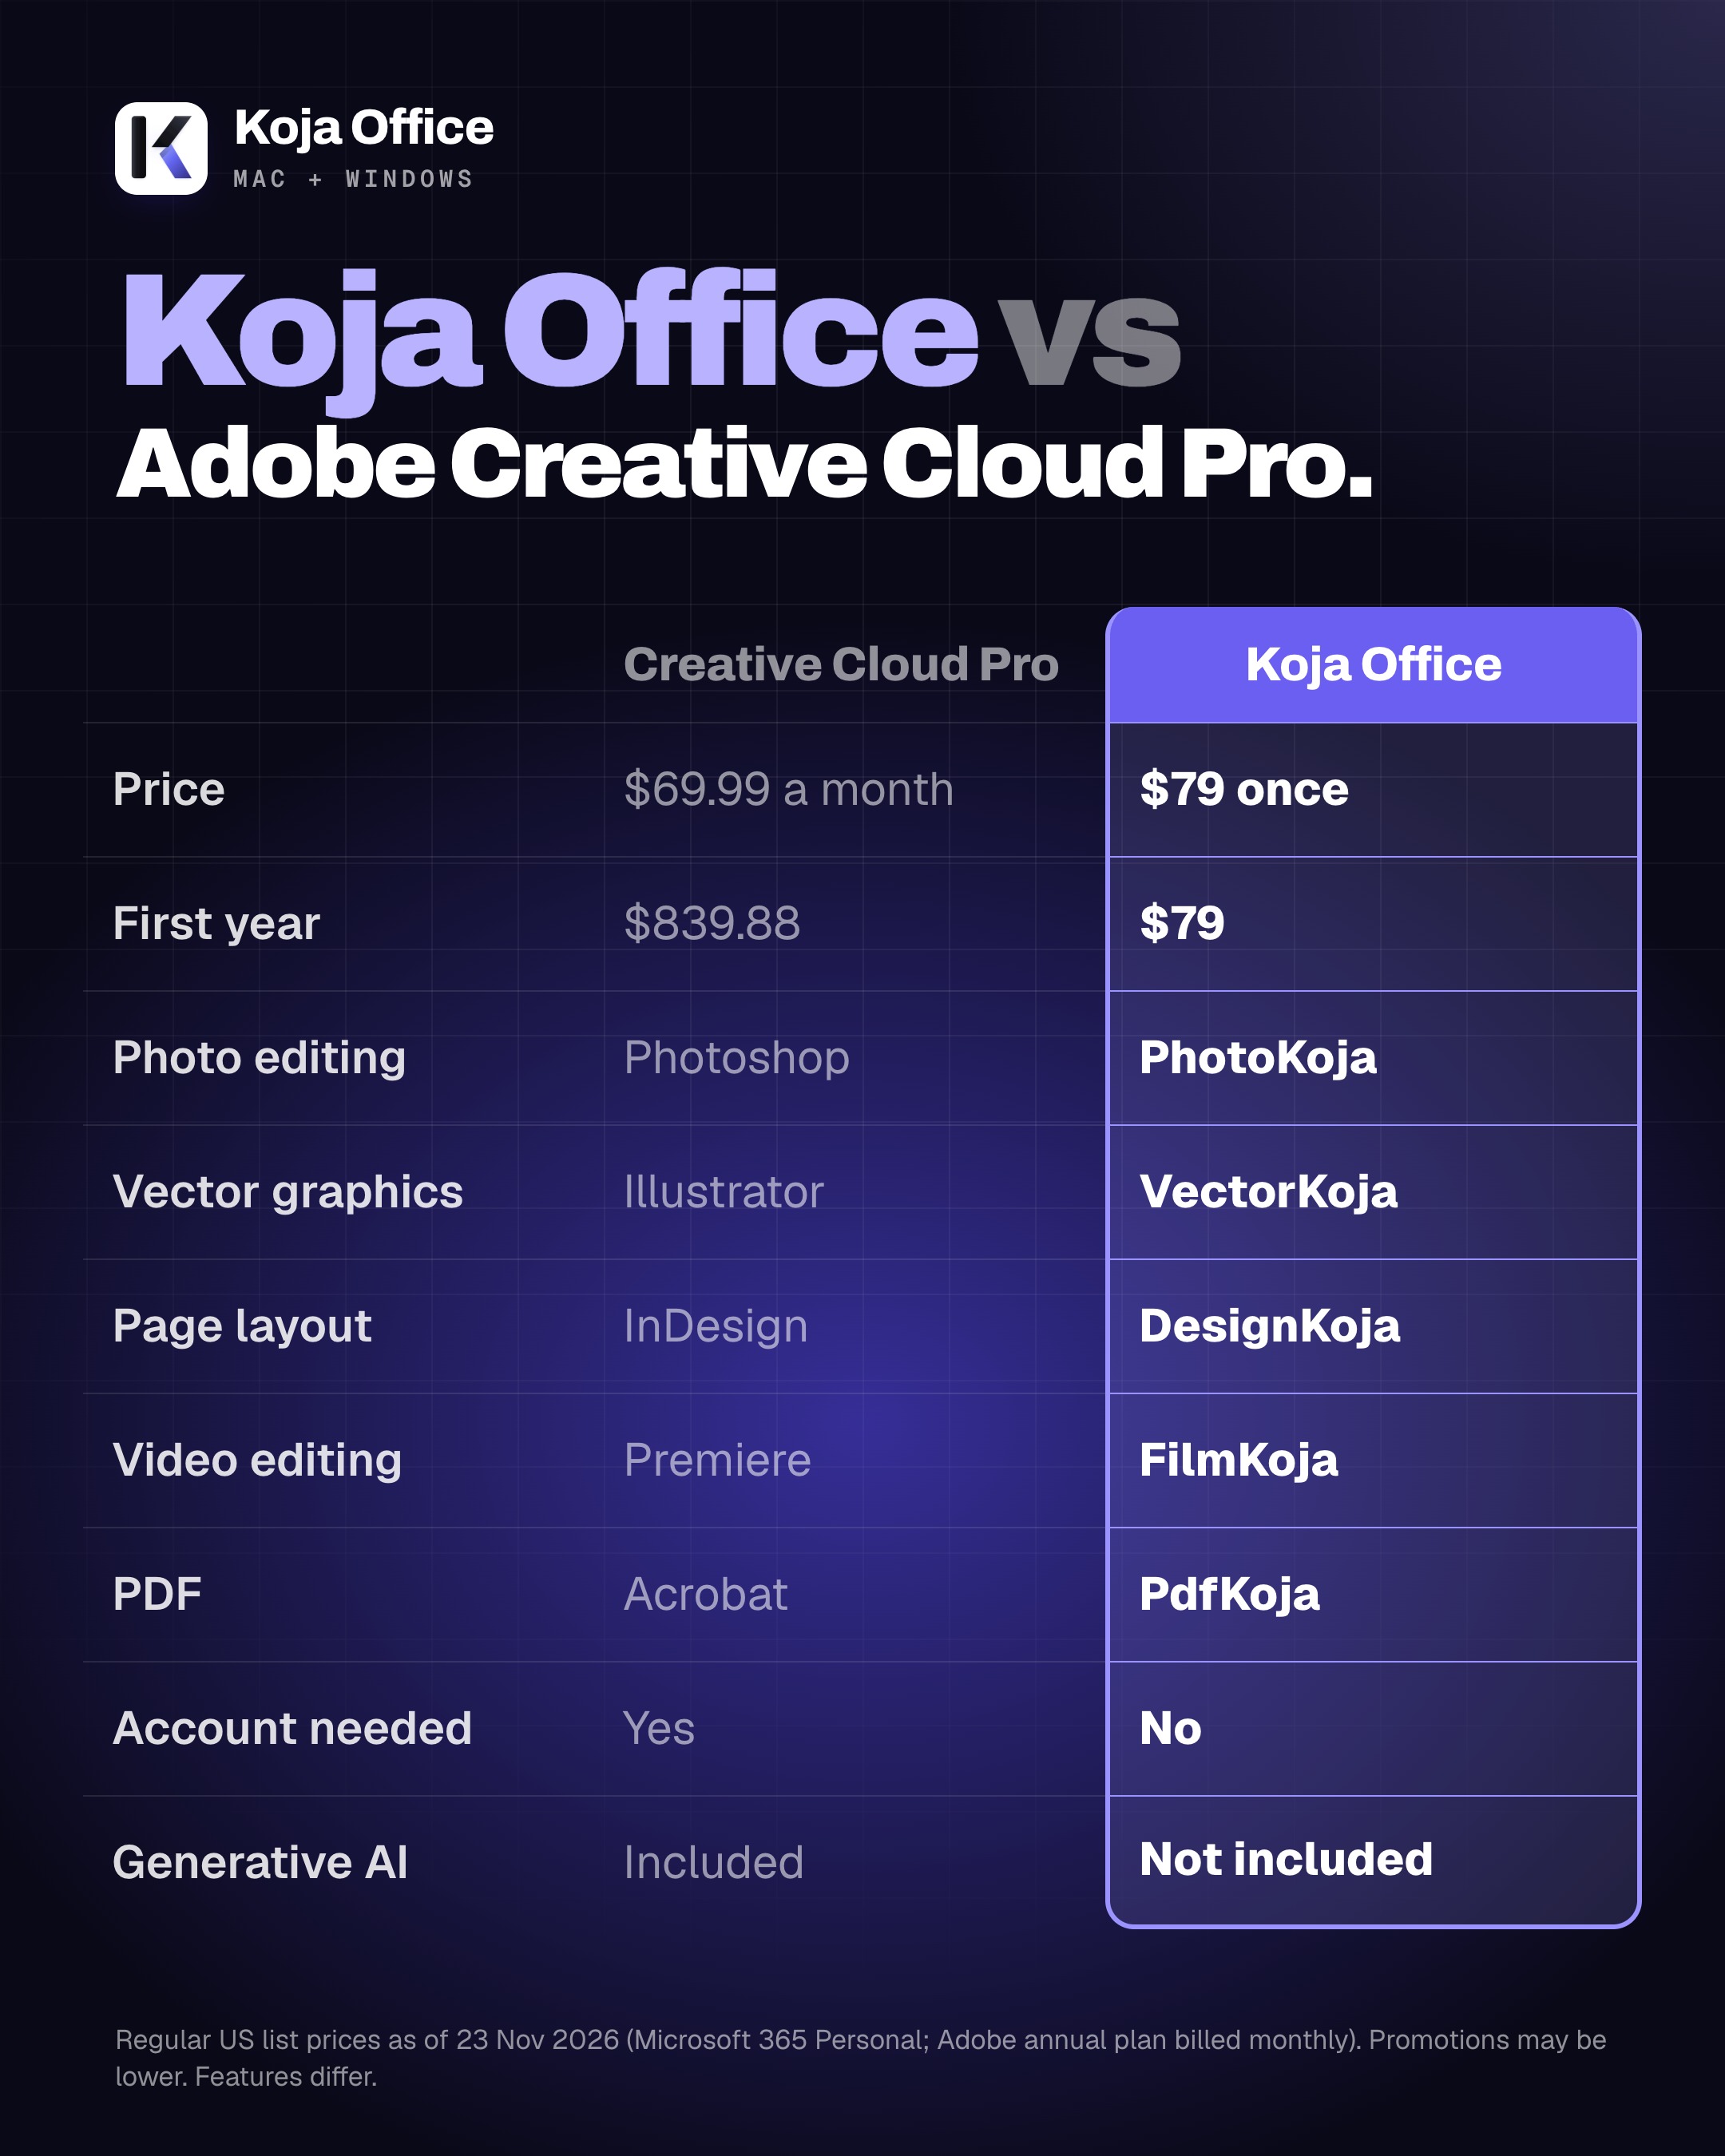 Koja Office
MAC + WINDOWS
Koja Office vs
Adobe Creative Cloud Pro.
Creative Cloud Pro Koja Office
Price $69.99 a month $79 once
First year $839.88 $79
Photo editing Photoshop PhotoKoja
Vector graphics Illustrator VectorKoja
Page layout InDesign DesignKoja
Video editing Premiere FilmKoja
PDF Acrobat PdfKoja
Account needed Yes No
Generative AI Included Not included
Regular US list prices as of 23 Nov 2026 (Microsoft 365 Personal; Adobe annual plan billed monthly). Promotions may be
lower. Features differ.